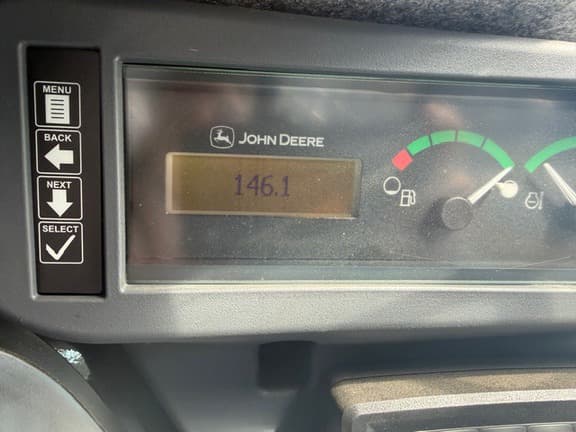 MENU
BACK
NEXT
SELECT
JOHN DEERE
146.1